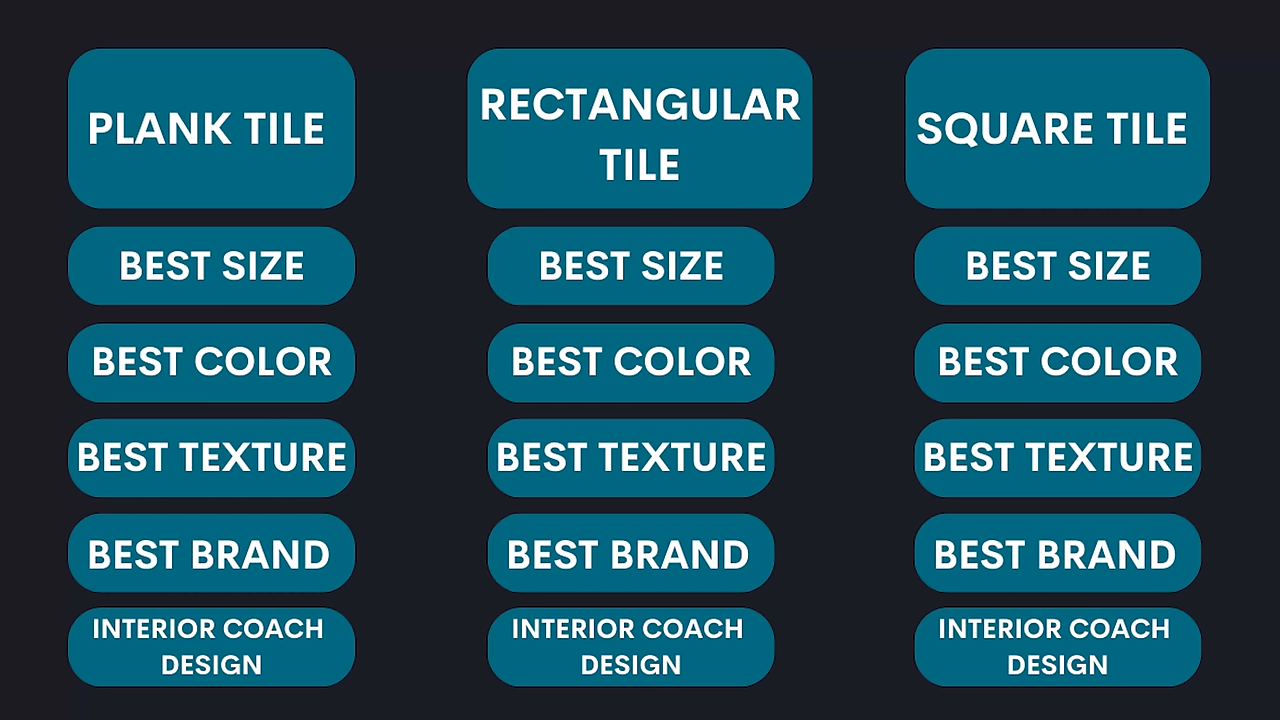 PLANK TILE
BEST SIZE
BEST COLOR
BEST TEXTURE
BEST BRAND
INTERIOR COACH
DESIGN
RECTANGULAR
TILE
BEST SIZE
BEST COLOR
BEST TEXTURE
BEST BRAND
INTERIOR COACH
DESIGN
SQUARE TILE
BEST SIZE
BEST COLOR
BEST TEXTURE
BEST BRAND
INTERIOR COACH
DESIGN